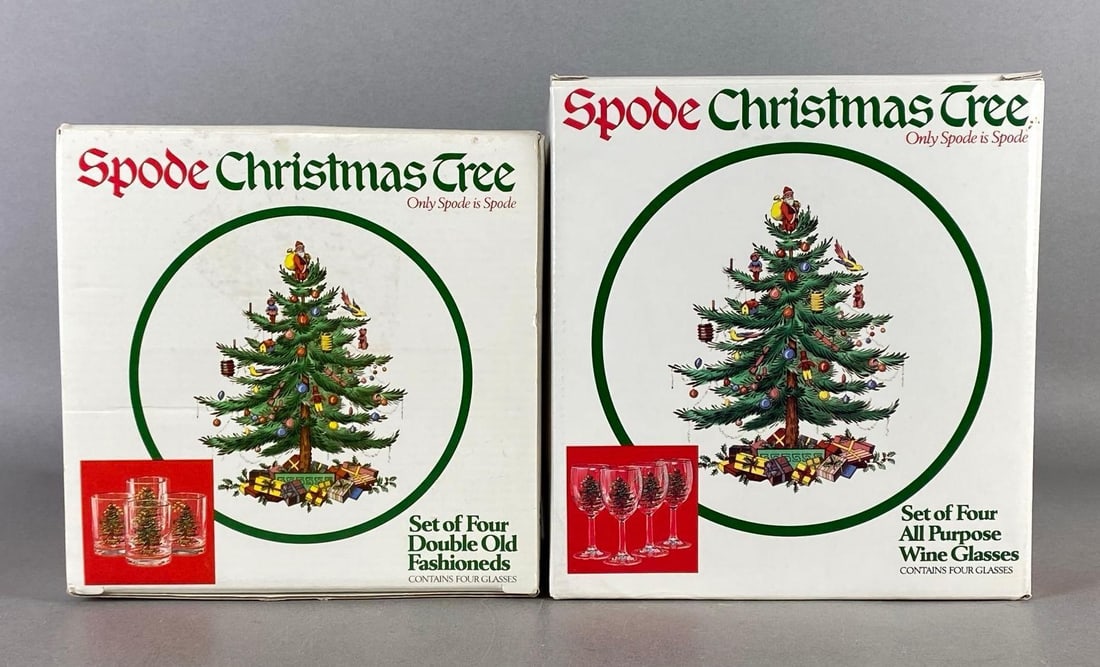 Spode Christmas Tree
Only Spode is Spode
Set of Four
Double Old
Fashioneds
CONTAINS FOUR GLASSES
Spode Christmas Tree
Only Spode is Spode
Set of Four
All Purpose
Wine Glasses
CONTAINS FOUR GLASSES